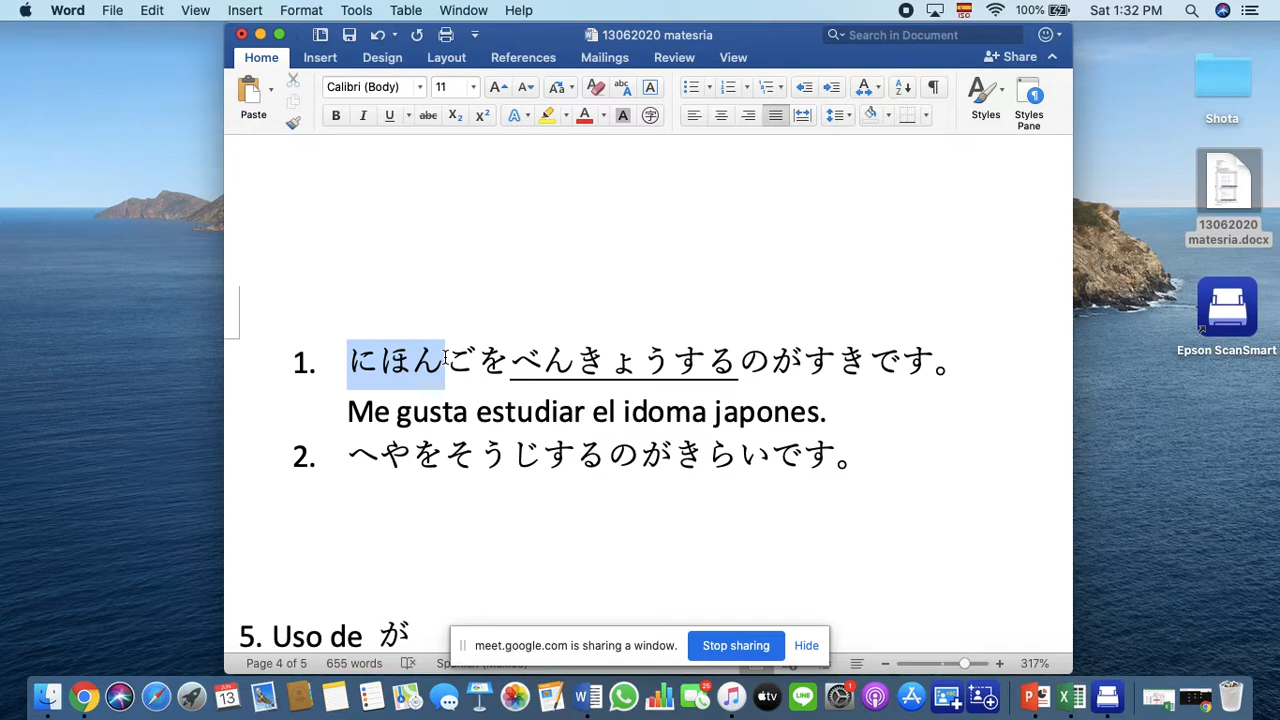 Word File Edit View Insert Format Tools Table Window Help 100% Sat 1:32 PM
ISO
13062020 matesria Search in Document
Home Insert Design Layout References Mailings Review View Share
Paste Calibri (Body) 11 Styles Styles Pane
Shota
13062020 matesria.docx
Epson ScanSmart
1. にほんごをべんきょうするのがすきです。
Me gusta estudiar el idoma japones.
2. へやをそうじするのがきらいです。
5. Uso de が
meet.google.com is sharing a window. Stop sharing Hide
Page 4 of 5 655 words 317%